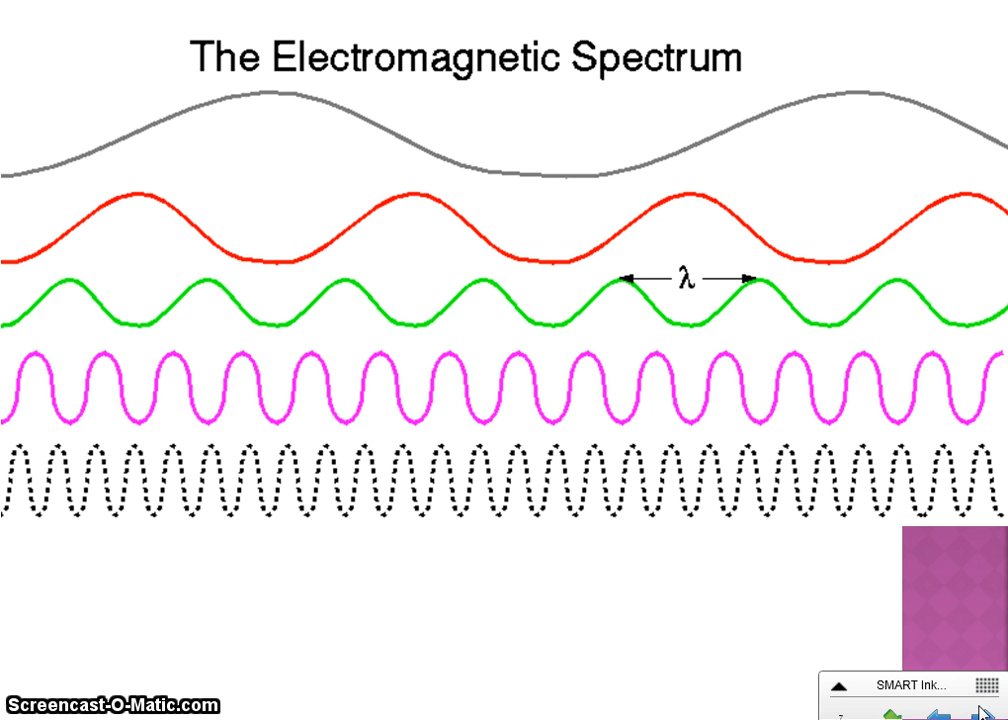 The Electromagnetic Spectrum
λ
SMART Ink...
Screencast-O-Matic.com